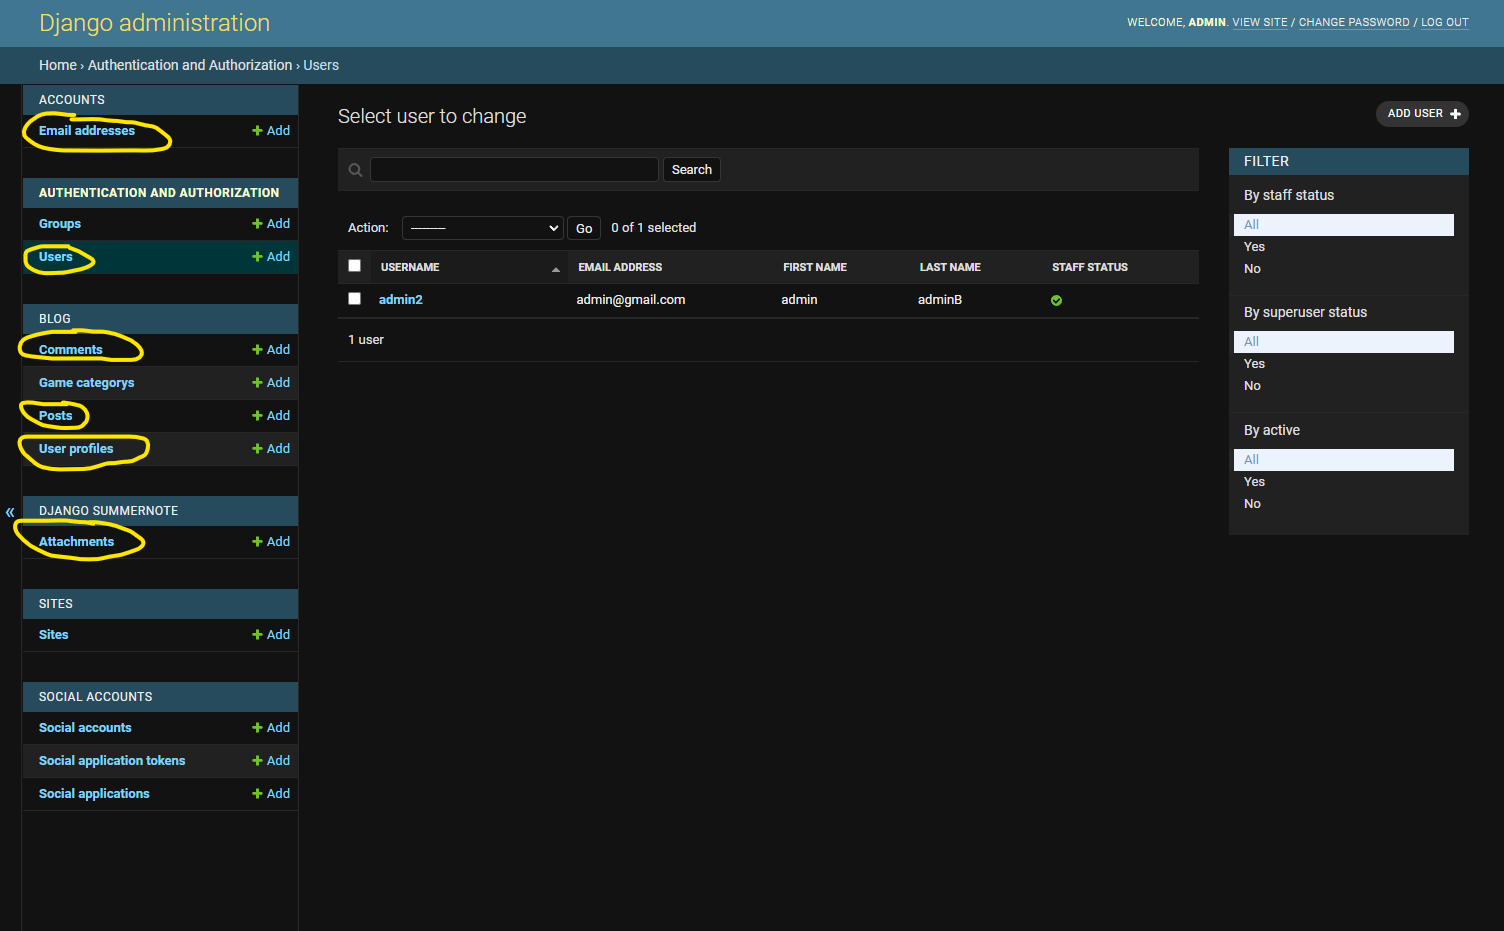 Django administration
WELCOME, ADMIN. VIEW SITE / CHANGE PASSWORD / LOG OUT
Home › Authentication and Authorization › Users
ACCOUNTS
Email addresses + Add
AUTHENTICATION AND AUTHORIZATION
Groups + Add
Users + Add
BLOG
Comments + Add
Game categorys + Add
Posts + Add
User profiles + Add
«
DJANGO SUMMERNOTE
Attachments + Add
SITES
Sites + Add
SOCIAL ACCOUNTS
Social accounts + Add
Social application tokens + Add
Social applications + Add
Select user to change
ADD USER +
Search
Action: --------- Go 0 of 1 selected
USERNAME EMAIL ADDRESS FIRST NAME LAST NAME STAFF STATUS
admin2 admin@gmail.com admin adminB
1 user
FILTER
By staff status
All
Yes
No
By superuser status
All
Yes
No
By active
All
Yes
No